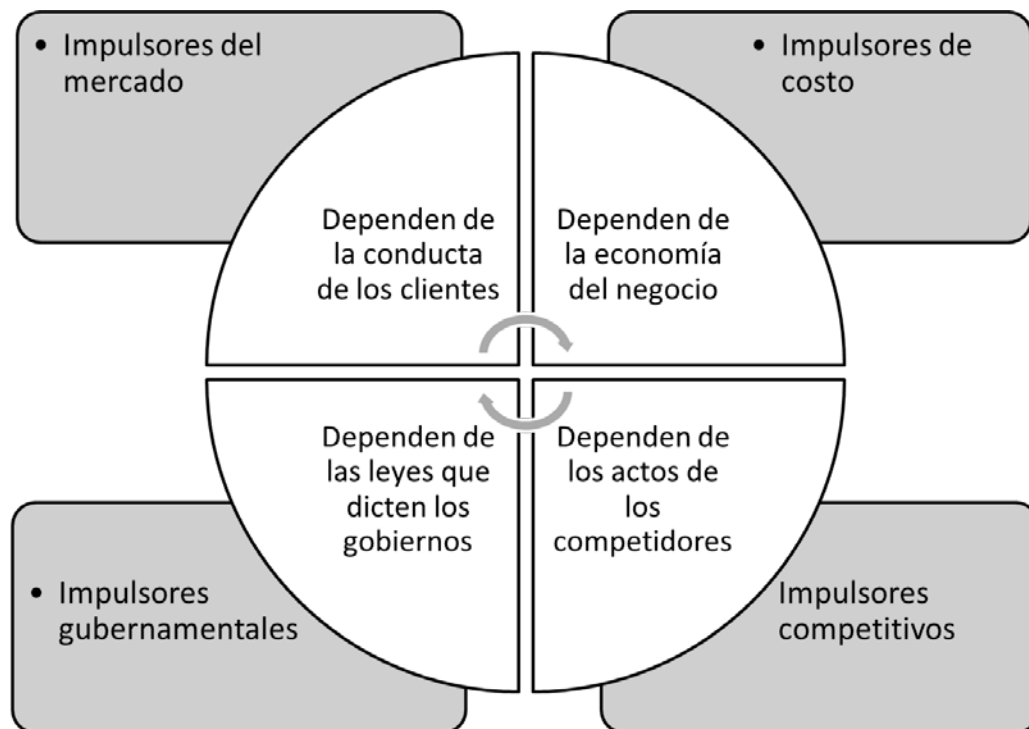 • Impulsores del
mercado
• Impulsores de
costo
Dependen de
la conducta
de los clientes
Dependen de
la economía
del negocio
Dependen de
las leyes que
dicten los
gobiernos
Dependen de
los actos de
los
competidores
• Impulsores
gubernamentales
Impulsores
competitivos